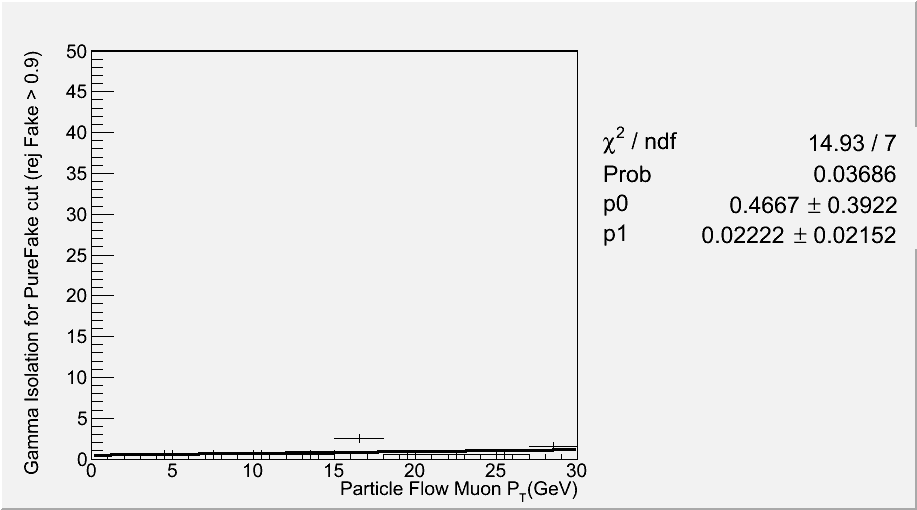 Gamma Isolation for PureFake cut (rej Fake > 0.9)
50
45
40
35
30
25
20
15
10
5
0
0 5 10 15 20 25 30
Particle Flow Muon P_T(GeV)
χ² / ndf 14.93 / 7
Prob 0.03686
p0 0.4667 ± 0.3922
p1 0.02222 ± 0.02152